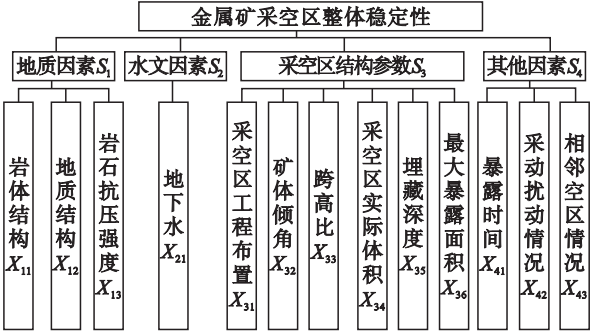 金属矿采空区整体稳定性
地质因素S₁
水文因素S₂
采空区结构参数S₃
其他因素S₄
岩体结构X₁₁
地质结构X₁₂
岩石抗压强度X₁₃
地下水X₂₁
采空区工程布置X₃₁
矿体倾角X₃₂
跨高比X₃₃
采空区实际体积X₃₄
埋藏深度X₃₅
最大暴露面积X₃₆
暴露时间X₄₁
采动扰动情况X₄₂
相邻空区情况X₄₃